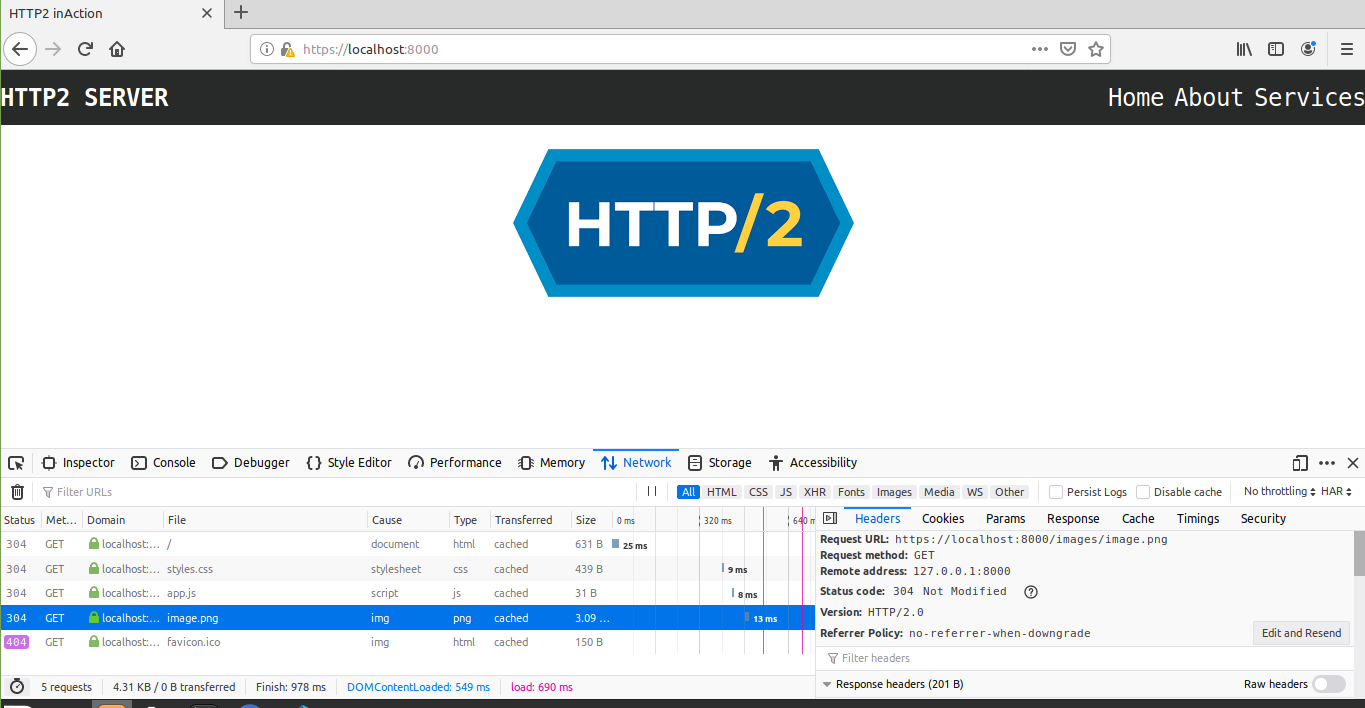 HTTP2 inAction
https://localhost:8000
HTTP2 SERVER Home About Services
HTTP/2
Inspector Console Debugger {} Style Editor Performance Memory Network Storage Accessibility
Filter URLs All HTML CSS JS XHR Fonts Images Media WS Other Persist Logs Disable cache No throttling HAR
Status Met... Domain File Cause Type Transferred Size 0 ms 320 ms 640 m Headers Cookies Params Response Cache Timings Security
304 GET localhost:... / document html cached 631 B 25 ms
304 GET localhost:... styles.css stylesheet css cached 439 B 9 ms
304 GET localhost:... app.js script js cached 31 B 8 ms
304 GET localhost:... image.png img png cached 3.09 ... 13 ms
404 GET localhost:... favicon.ico img html cached 150 B
Request URL: https://localhost:8000/images/image.png
Request method: GET
Remote address: 127.0.0.1:8000
Status code: 304 Not Modified ?
Version: HTTP/2.0
Referrer Policy: no-referrer-when-downgrade Edit and Resend
Filter headers
Response headers (201 B) Raw headers
5 requests 4.31 KB / 0 B transferred Finish: 978 ms DOMContentLoaded: 549 ms load: 690 ms